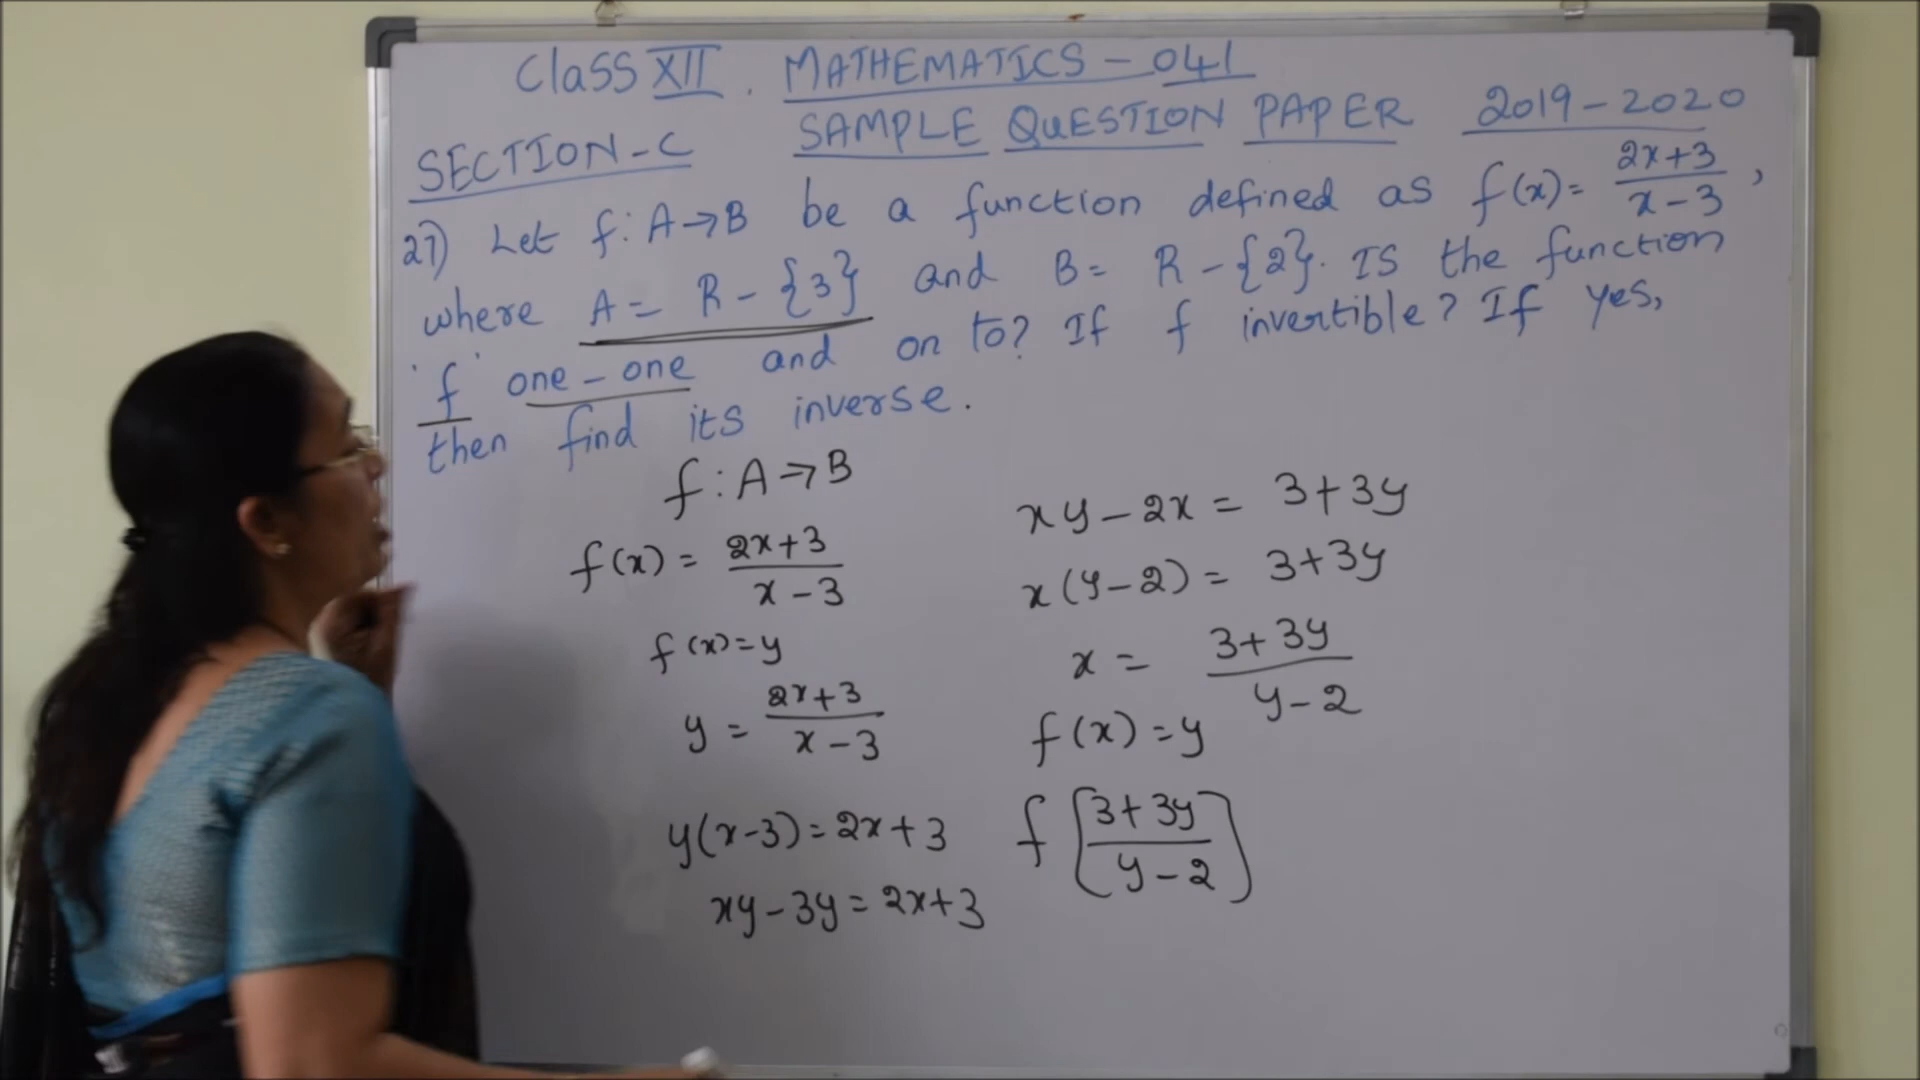 Class XII. MATHEMATICS - 041
SAMPLE QUESTION PAPER 2019-2020
SECTION-C
27) Let f:A→B be a function defined as f(x)= 2x+3/x-3,
where A= R-{3} and B= R-{2}. IS the function
'f' one-one and on to? If f invertible? If yes,
then find its inverse.
f:A→B
f(x)= 2x+3/x-3
f(x)=y
y = 2x+3/x-3
y(x-3)=2x+3
xy-3y=2x+3
xy-2x = 3+3y
x(y-2) = 3+3y
x = 3+3y/y-2
f(x)=y
f[3+3y/y-2)